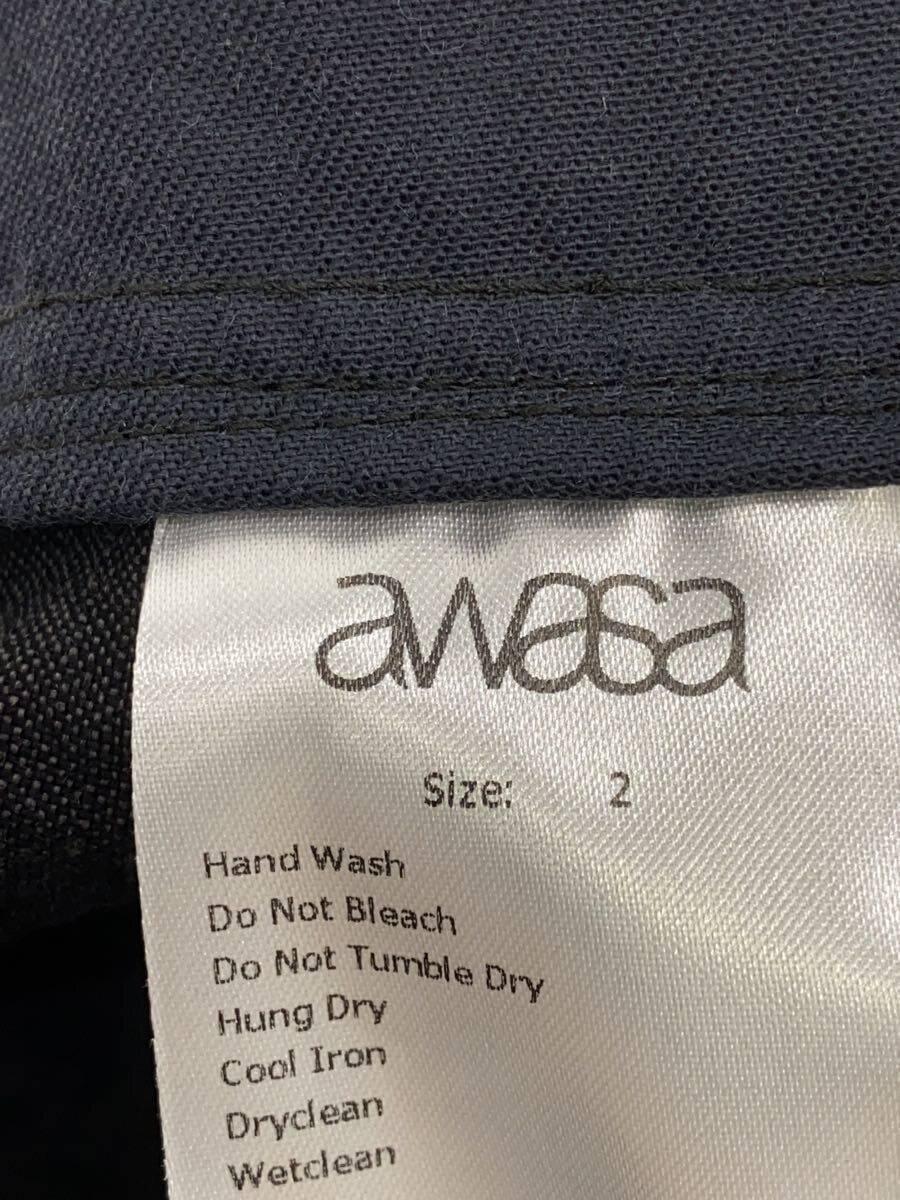 awasa
Size: 2
Hand Wash
Do Not Bleach
Do Not Tumble Dry
Hung Dry
Cool Iron
Dryclean
Wetclean